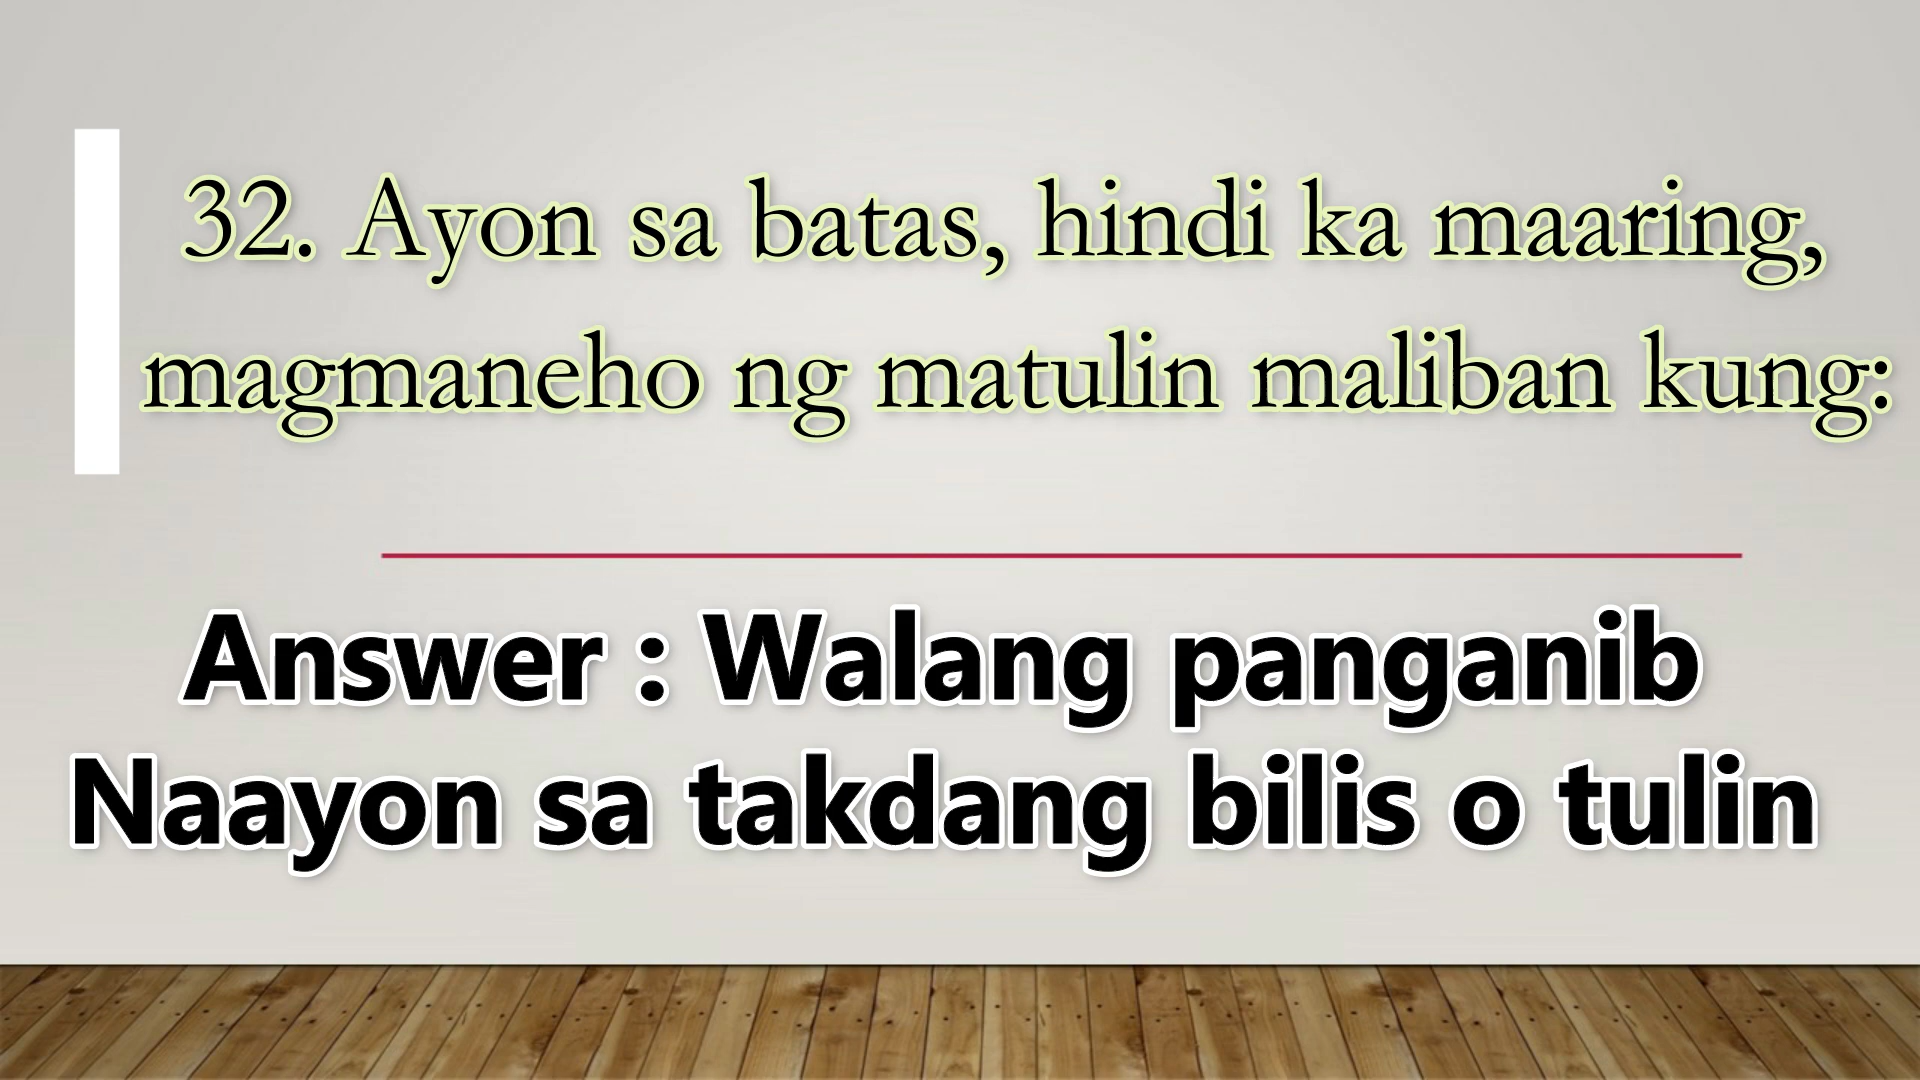 32. Ayon sa batas, hindi ka maaring,
magmaneho ng matulin maliban kung:
Answer : Walang panganib
Naayon sa takdang bilis o tulin